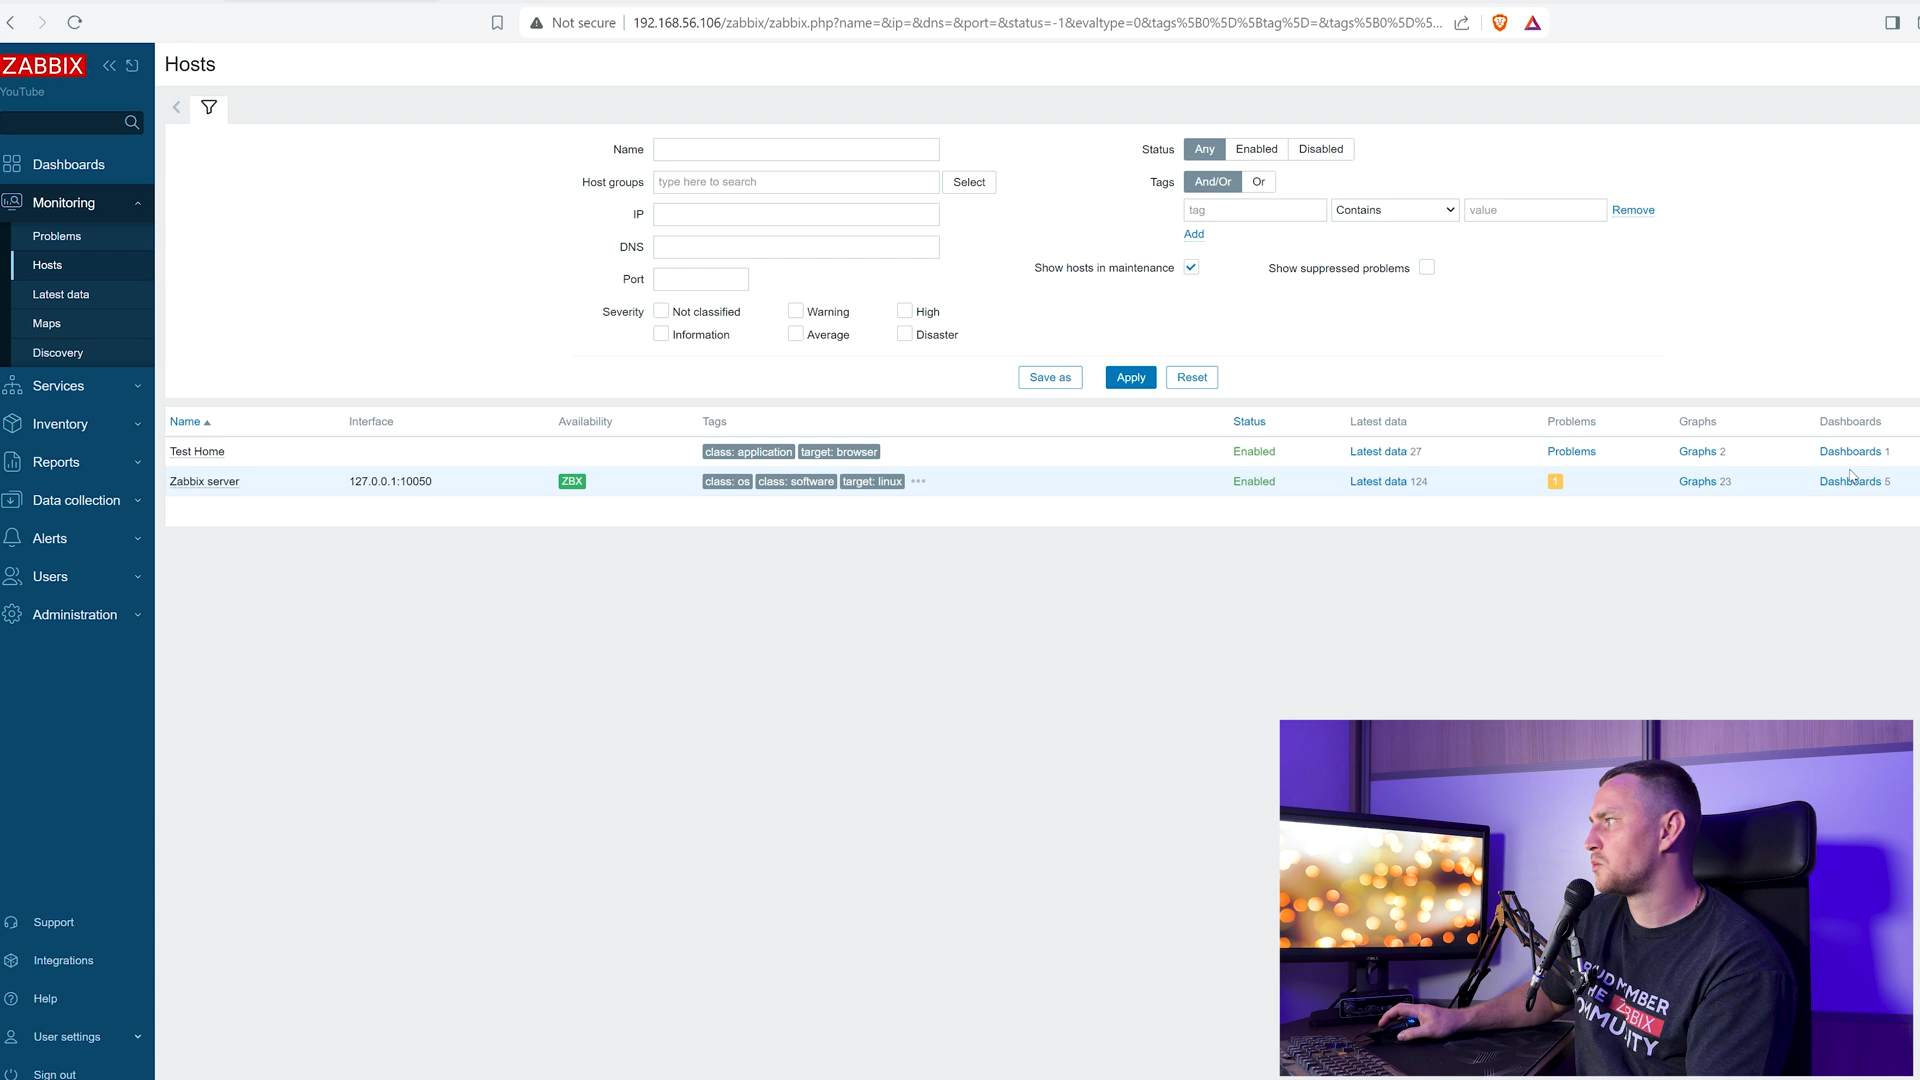 Not secure 192.168.56.106/zabbix/zabbix.php?name=&ip=&dns=&port=&status=-1&evaltype=0&tags%5B0%5D%5Btag%5D=&tags%5B0%5D%5...
ZABBIX
YouTube
Dashboards
Monitoring
Problems
Hosts
Latest data
Maps
Discovery
Services
Inventory
Reports
Data collection
Alerts
Users
Administration
Support
Integrations
Help
User settings
Sign out
Hosts
Name
Host groups type here to search Select
IP
DNS
Port
Severity Not classified Warning High
Information Average Disaster
Status Any Enabled Disabled
Tags And/Or Or
tag Contains value Remove
Add
Show hosts in maintenance Show suppressed problems
Save as Apply Reset
Name Interface Availability Tags Status Latest data Problems Graphs Dashboards
Test Home class: application target: browser Enabled Latest data 27 Problems Graphs 2 Dashboards 1
Zabbix server 127.0.0.1:10050 ZBX class: os class: software target: linux ••• Enabled Latest data 124 1 Graphs 23 Dashboards 5
ZABBIX